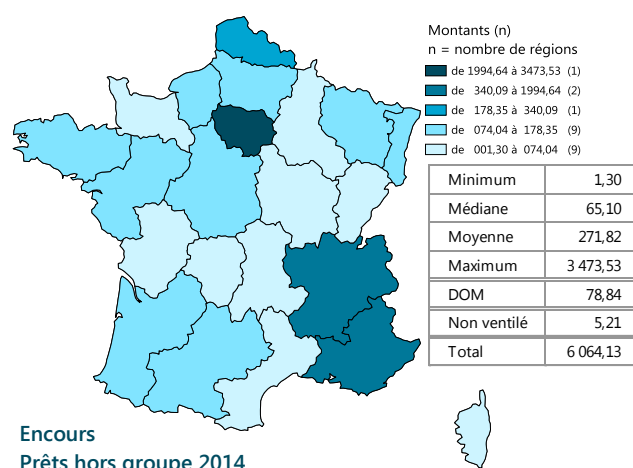 Montants (n)
n = nombre de régions
de 1994,64 à 3473,53 (1)
de 340,09 à 1994,64 (2)
de 178,35 à 340,09 (1)
de 074,04 à 178,35 (9)
de 001,30 à 074,04 (9)
Minimum 1,30
Médiane 65,10
Moyenne 271,82
Maximum 3 473,53
DOM 78,84
Non ventilé 5,21
Total 6 064,13
Encours
Prêts hors groupe 2014